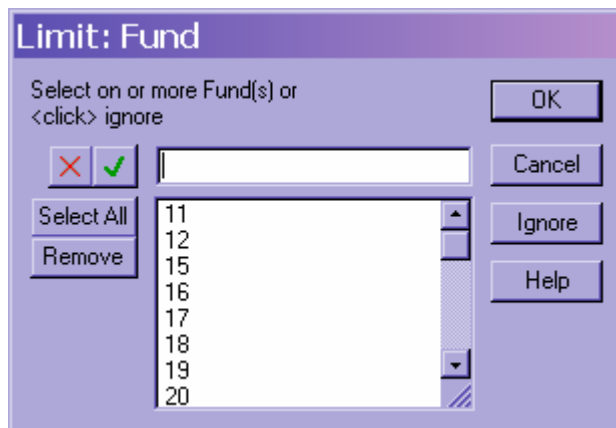 Limit: Fund
Select on or more Fund(s) or
<click> ignore
OK
Cancel
Select All
Remove
Ignore
Help
11
12
15
16
17
18
19
20